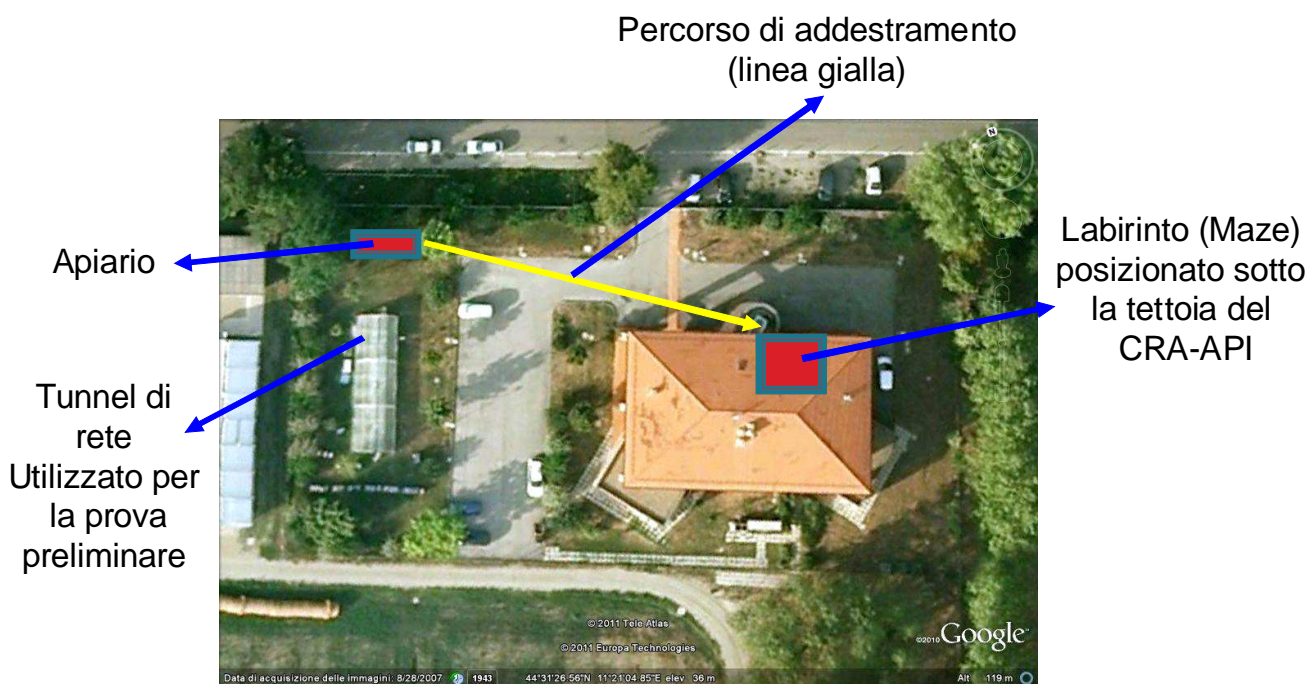 Percorso di addestramento
(linea gialla)
Apiario
Labirinto (Maze)
posizionato sotto
la tettoia del
CRA-API
Tunnel di
rete
Utilizzato per
la prova
preliminare
N
© 2011 Tele Atlas
© 2011 Europa Technologies
©2010 Google
Data di acquisizione delle immagini: 8/28/2007 1943 44°31'26.56"N 11°21'04.85"E elev 36 m Alt 119 m